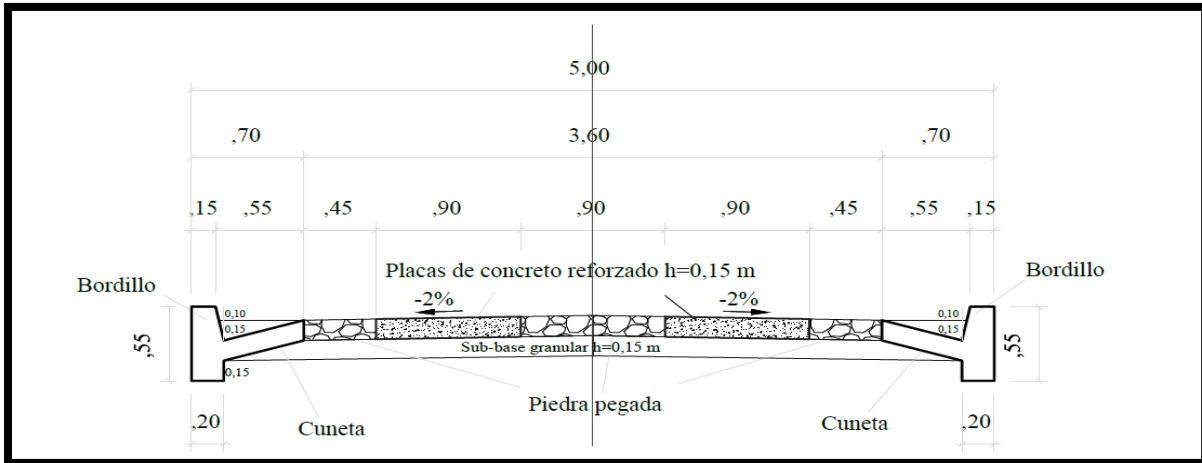 5,00
,70 3,60 ,70
,15 ,55 ,45 ,90 ,90 ,90 ,45 ,55 ,15
Bordillo Placas de concreto reforzado h=0,15 m Bordillo
-2% -2%
0,10 0,10
0,15 0,15
,55 ,55
Sub-base granular h=0,15 m
0,15 0,15
Piedra pegada
,20 Cuneta Cuneta ,20